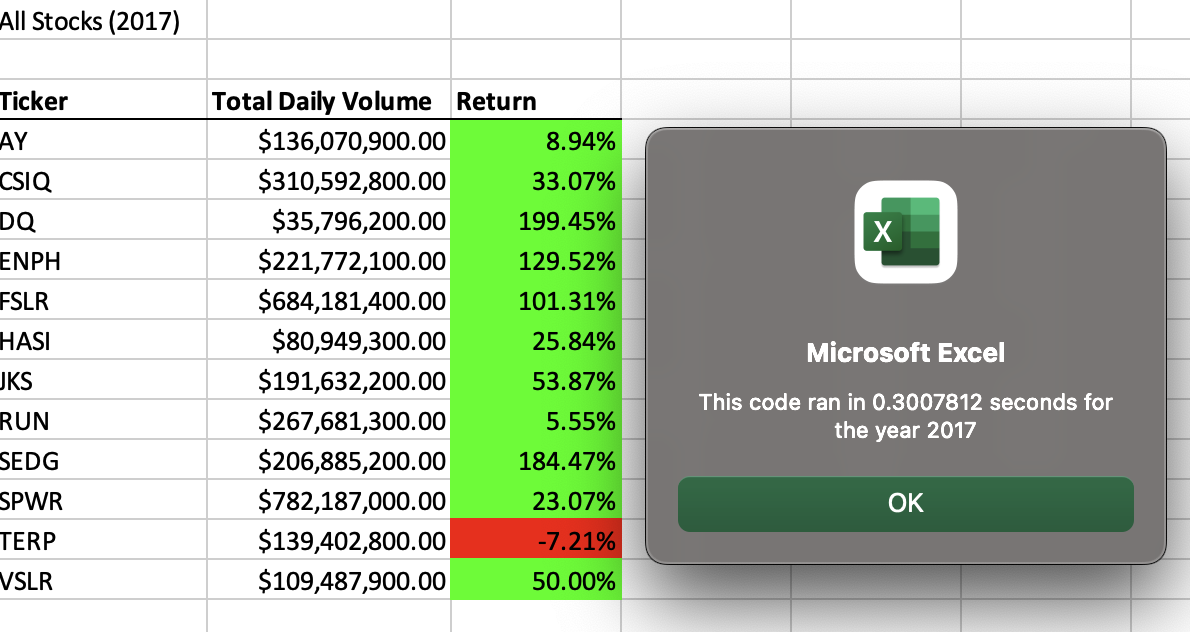 All Stocks (2017)
Ticker Total Daily Volume Return
AY $136,070,900.00 8.94%
CSIQ $310,592,800.00 33.07%
DQ $35,796,200.00 199.45%
ENPH $221,772,100.00 129.52%
FSLR $684,181,400.00 101.31%
HASI $80,949,300.00 25.84%
JKS $191,632,200.00 53.87%
RUN $267,681,300.00 5.55%
SEDG $206,885,200.00 184.47%
SPWR $782,187,000.00 23.07%
TERP $139,402,800.00 -7.21%
VSLR $109,487,900.00 50.00%
X
Microsoft Excel
This code ran in 0.3007812 seconds for
the year 2017
OK